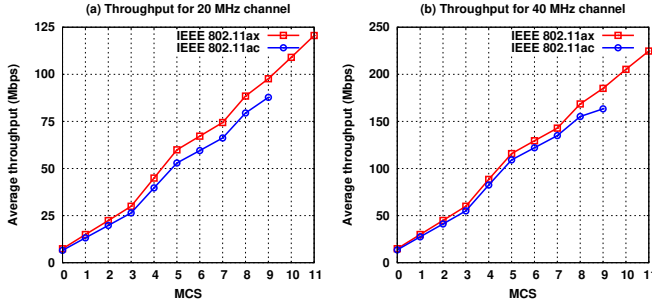 (a) Throughput for 20 MHz channel
IEEE 802.11ax
IEEE 802.11ac
Average throughput (Mbps)
125
100
75
50
25
0
0 1 2 3 4 5 6 7 8 9 10 11
MCS
(b) Throughput for 40 MHz channel
IEEE 802.11ax
IEEE 802.11ac
Average throughput (Mbps)
250
200
150
100
50
0
0 1 2 3 4 5 6 7 8 9 10 11
MCS